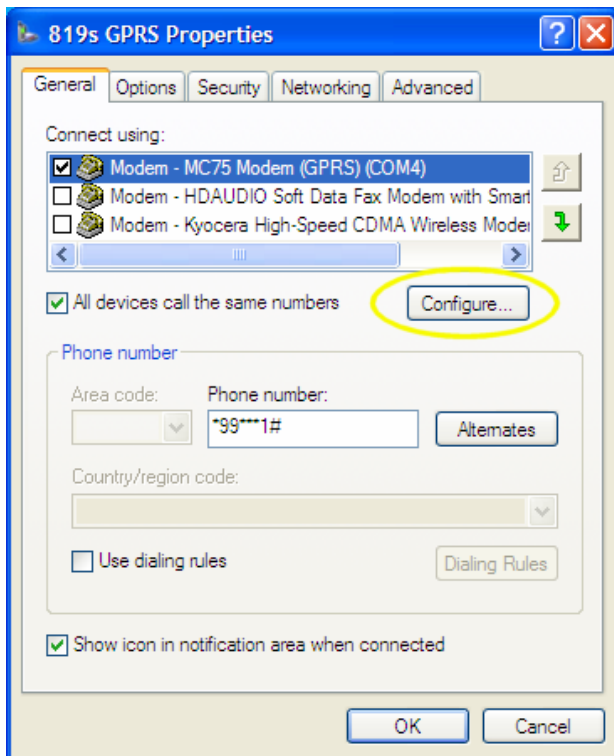 819s GPRS Properties
General Options Security Networking Advanced
Connect using:
Modem - MC75 Modem (GPRS) (COM4)
Modem - HDAUDIO Soft Data Fax Modem with Smart
Modem - Kyocera High-Speed CDMA Wireless Moder
All devices call the same numbers
Configure...
Phone number
Area code: Phone number:
*99***1#
Alternates
Country/region code:
Use dialing rules
Dialing Rules
Show icon in notification area when connected
OK Cancel